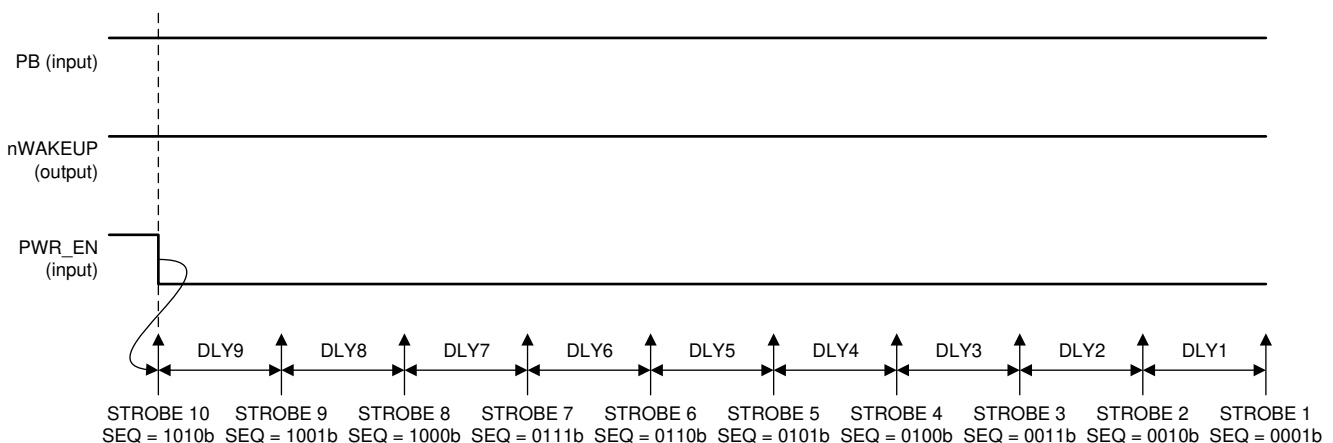 PB (input)
nWAKEUP
(output)
PWR_EN
(input)
DLY9 DLY8 DLY7 DLY6 DLY5 DLY4 DLY3 DLY2 DLY1
STROBE 10 STROBE 9 STROBE 8 STROBE 7 STROBE 6 STROBE 5 STROBE 4 STROBE 3 STROBE 2 STROBE 1
SEQ = 1010b SEQ = 1001b SEQ = 1000b SEQ = 0111b SEQ = 0110b SEQ = 0101b SEQ = 0100b SEQ = 0011b SEQ = 0010b SEQ = 0001b